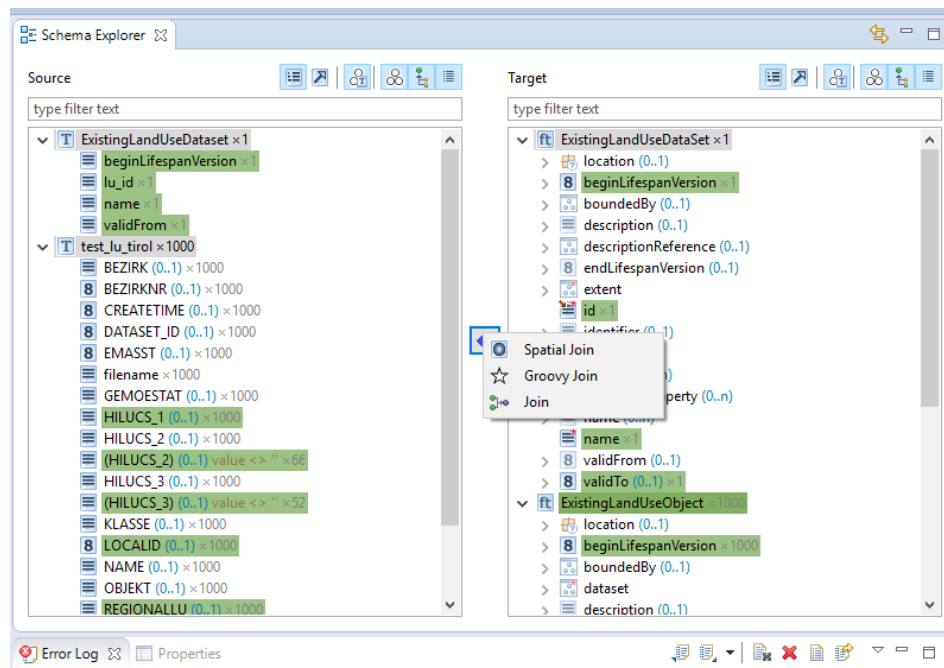 Schema Explorer
Source
type filter text
ExistingLandUseDataset ×1
beginLifespanVersion ×1
lu_id ×1
name ×1
validFrom ×1
test_lu_tirol ×1000
BEZIRK (0..1) ×1000
BEZIRKNR (0..1) ×1000
CREATETIME (0..1) ×1000
DATASET_ID (0..1) ×1000
EMASST (0..1) ×1000
filename ×1000
GEMOESTAT (0..1) ×1000
HILUCS_1 (0..1) ×1000
HILUCS_2 (0..1) ×1000
(HILUCS_2) (0..1) value <> '' ×66
HILUCS_3 (0..1) ×1000
(HILUCS_3) (0..1) value <> '' ×52
KLASSE (0..1) ×1000
LOCALID (0..1) ×1000
NAME (0..1) ×1000
OBJEKT (0..1) ×1000
REGIONALLU (0..1) ×1000
Target
type filter text
ExistingLandUseDataSet ×1
location (0..1)
beginLifespanVersion ×1
boundedBy (0..1)
description (0..1)
descriptionReference (0..1)
endLifespanVersion (0..1)
extent
id ×1
identifier (0..1)
Spatial Join
Groovy Join
Join
perty (0..n)
name (0..n)
name ×1
validFrom (0..1)
validTo (0..1) ×1
ExistingLandUseObject ×1000
location (0..1)
beginLifespanVersion ×1000
boundedBy (0..1)
dataset
description (0..1)
Error Log
Properties